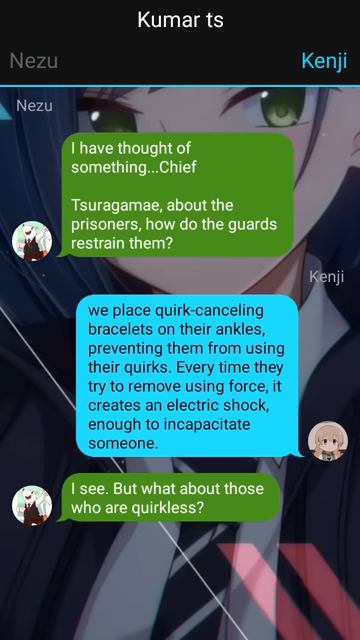 Kumar ts
Nezu
Kenji
Nezu
I have thought of
something...Chief
Tsuragamae, about the
prisoners, how do the guards
restrain them?
Kenji
we place quirk-canceling
bracelets on their ankles,
preventing them from using
their quirks. Every time they
try to remove using force, it
creates an electric shock,
enough to incapacitate
someone.
I see. But what about those
who are quirkless?